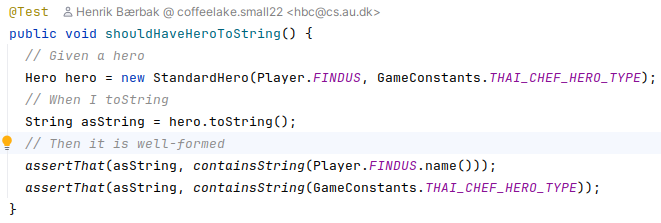 @Test Henrik Bærbak @ coffeelake.small22 <hbc@cs.au.dk>
public void shouldHaveHeroToString() {
// Given a hero
Hero hero = new StandardHero(Player.FINDUS, GameConstants.THAI_CHEF_HERO_TYPE);
// When I toString
String asString = hero.toString();
// Then it is well-formed
assertThat(asString, containsString(Player.FINDUS.name()));
assertThat(asString, containsString(GameConstants.THAI_CHEF_HERO_TYPE));
}